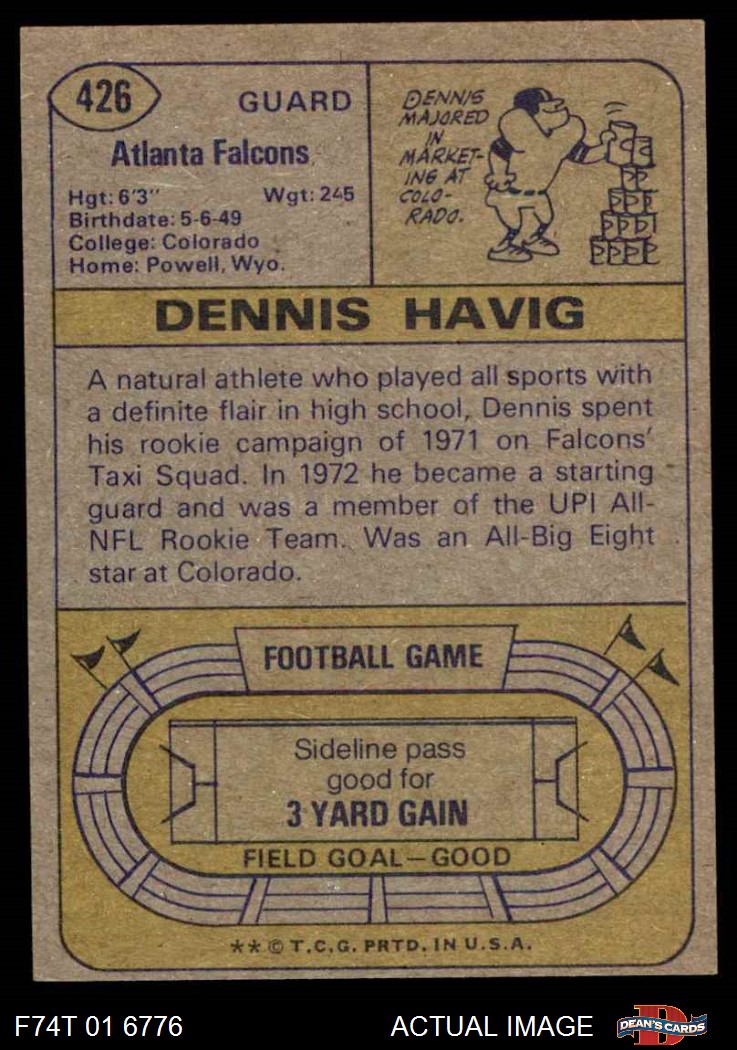 426
GUARD
Atlanta Falcons
Hgt: 6'3" Wgt: 245
Birthdate: 5-6-49
College: Colorado
Home: Powell, Wyo.
DENNIS
MAJORED
IN
MARKET-
ING AT
COLO-
RADO.
DENNIS HAVIG
A natural athlete who played all sports with
a definite flair in high school, Dennis spent
his rookie campaign of 1971 on Falcons'
Taxi Squad. In 1972 he became a starting
guard and was a member of the UPI All-
NFL Rookie Team. Was an All-Big Eight
star at Colorado.
FOOTBALL GAME
Sideline pass
good for
3 YARD GAIN
FIELD GOAL—GOOD
** © T.C.G. PRTD. IN U.S.A.
F74T 01 6776
ACTUAL IMAGE
D
DEAN'S CARDS